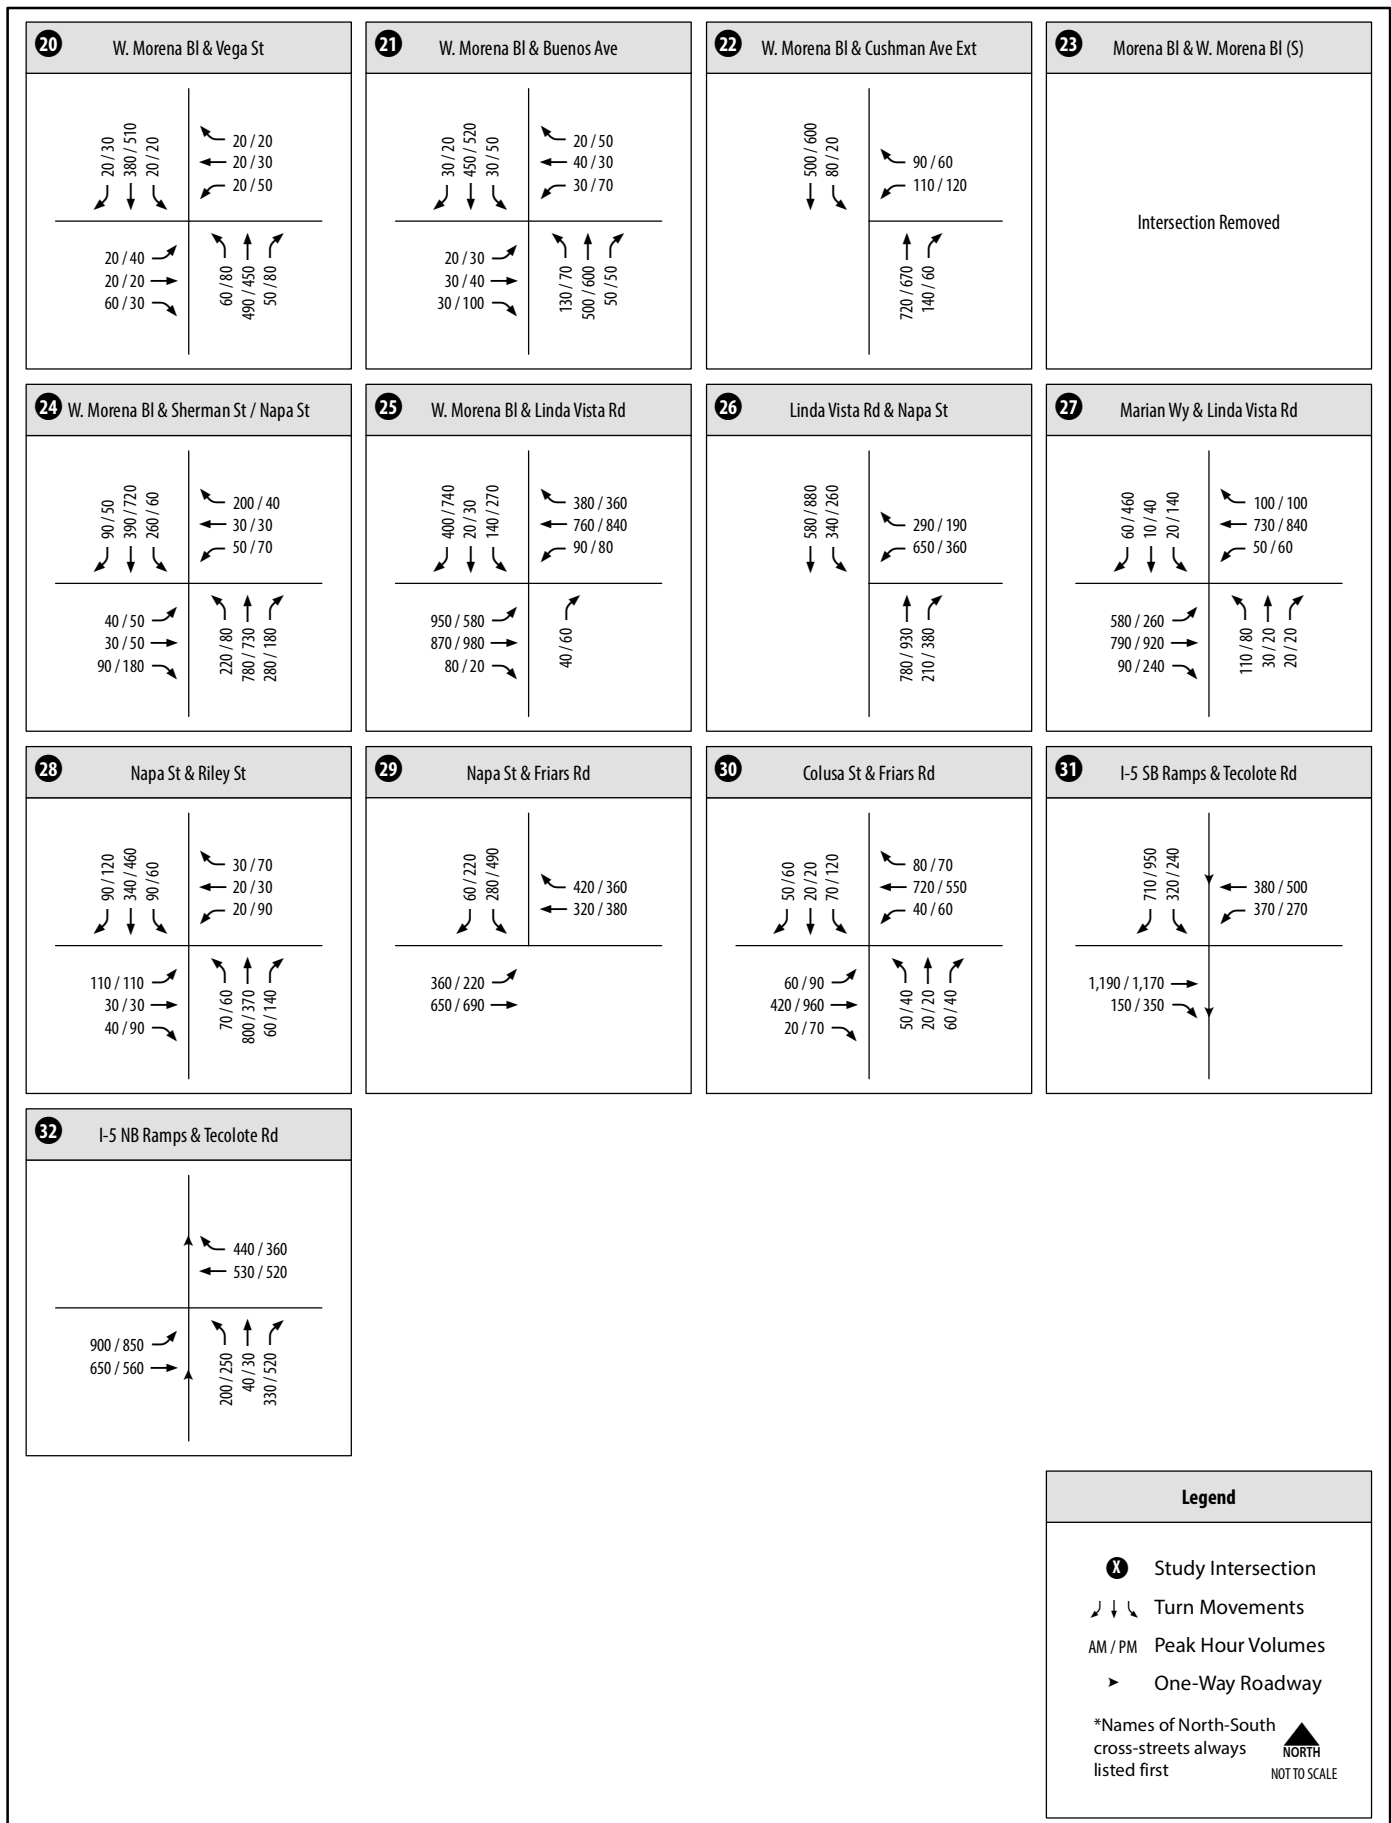 20 W. Morena Bl & Vega St
20 / 30
380 / 510
20 / 20
20 / 20
20 / 30
20 / 50
20 / 40
20 / 20
60 / 30
60 / 80
490 / 450
50 / 80
21 W. Morena Bl & Buenos Ave
30 / 20
450 / 520
30 / 50
20 / 50
40 / 30
30 / 70
20 / 30
30 / 40
30 / 100
130 / 70
500 / 600
50 / 50
22 W. Morena Bl & Cushman Ave Ext
500 / 600
80 / 20
90 / 60
110 / 120
720 / 670
140 / 60
23 Morena Bl & W. Morena Bl (S)
Intersection Removed
24 W. Morena Bl & Sherman St / Napa St
90 / 50
390 / 720
260 / 60
200 / 40
30 / 30
50 / 70
40 / 50
30 / 50
90 / 180
220 / 80
780 / 730
280 / 180
25 W. Morena Bl & Linda Vista Rd
400 / 740
20 / 30
140 / 270
380 / 360
760 / 840
90 / 80
950 / 580
870 / 980
80 / 20
40 / 60
26 Linda Vista Rd & Napa St
580 / 880
340 / 260
290 / 190
650 / 360
780 / 930
210 / 380
27 Marian Wy & Linda Vista Rd
60 / 460
10 / 40
20 / 140
100 / 100
730 / 840
50 / 60
580 / 260
790 / 920
90 / 240
110 / 80
30 / 20
20 / 20
28 Napa St & Riley St
90 / 120
340 / 460
90 / 60
30 / 70
20 / 30
20 / 90
110 / 110
30 / 30
40 / 90
70 / 60
800 / 370
60 / 140
29 Napa St & Friars Rd
60 / 220
280 / 490
420 / 360
320 / 380
360 / 220
650 / 690
30 Colusa St & Friars Rd
50 / 60
20 / 20
70 / 120
80 / 70
720 / 550
40 / 60
60 / 90
420 / 960
20 / 70
50 / 40
20 / 20
60 / 40
31 I-5 SB Ramps & Tecolote Rd
710 / 950
320 / 240
380 / 500
370 / 270
1,190 / 1,170
150 / 350
32 I-5 NB Ramps & Tecolote Rd
440 / 360
530 / 520
900 / 850
650 / 560
200 / 250
40 / 30
330 / 520
Legend
X Study Intersection
Turn Movements
AM / PM Peak Hour Volumes
One-Way Roadway
*Names of North-South
cross-streets always
listed first
NORTH
NOT TO SCALE